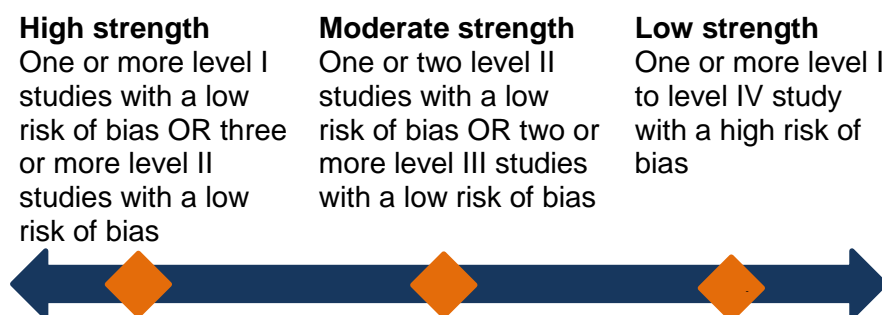 High strength
One or more level I
studies with a low
risk of bias OR three
or more level II
studies with a low
risk of bias
Moderate strength
One or two level II
studies with a low
risk of bias OR two or
more level III studies
with a low risk of bias
Low strength
One or more level I
to level IV study
with a high risk of
bias